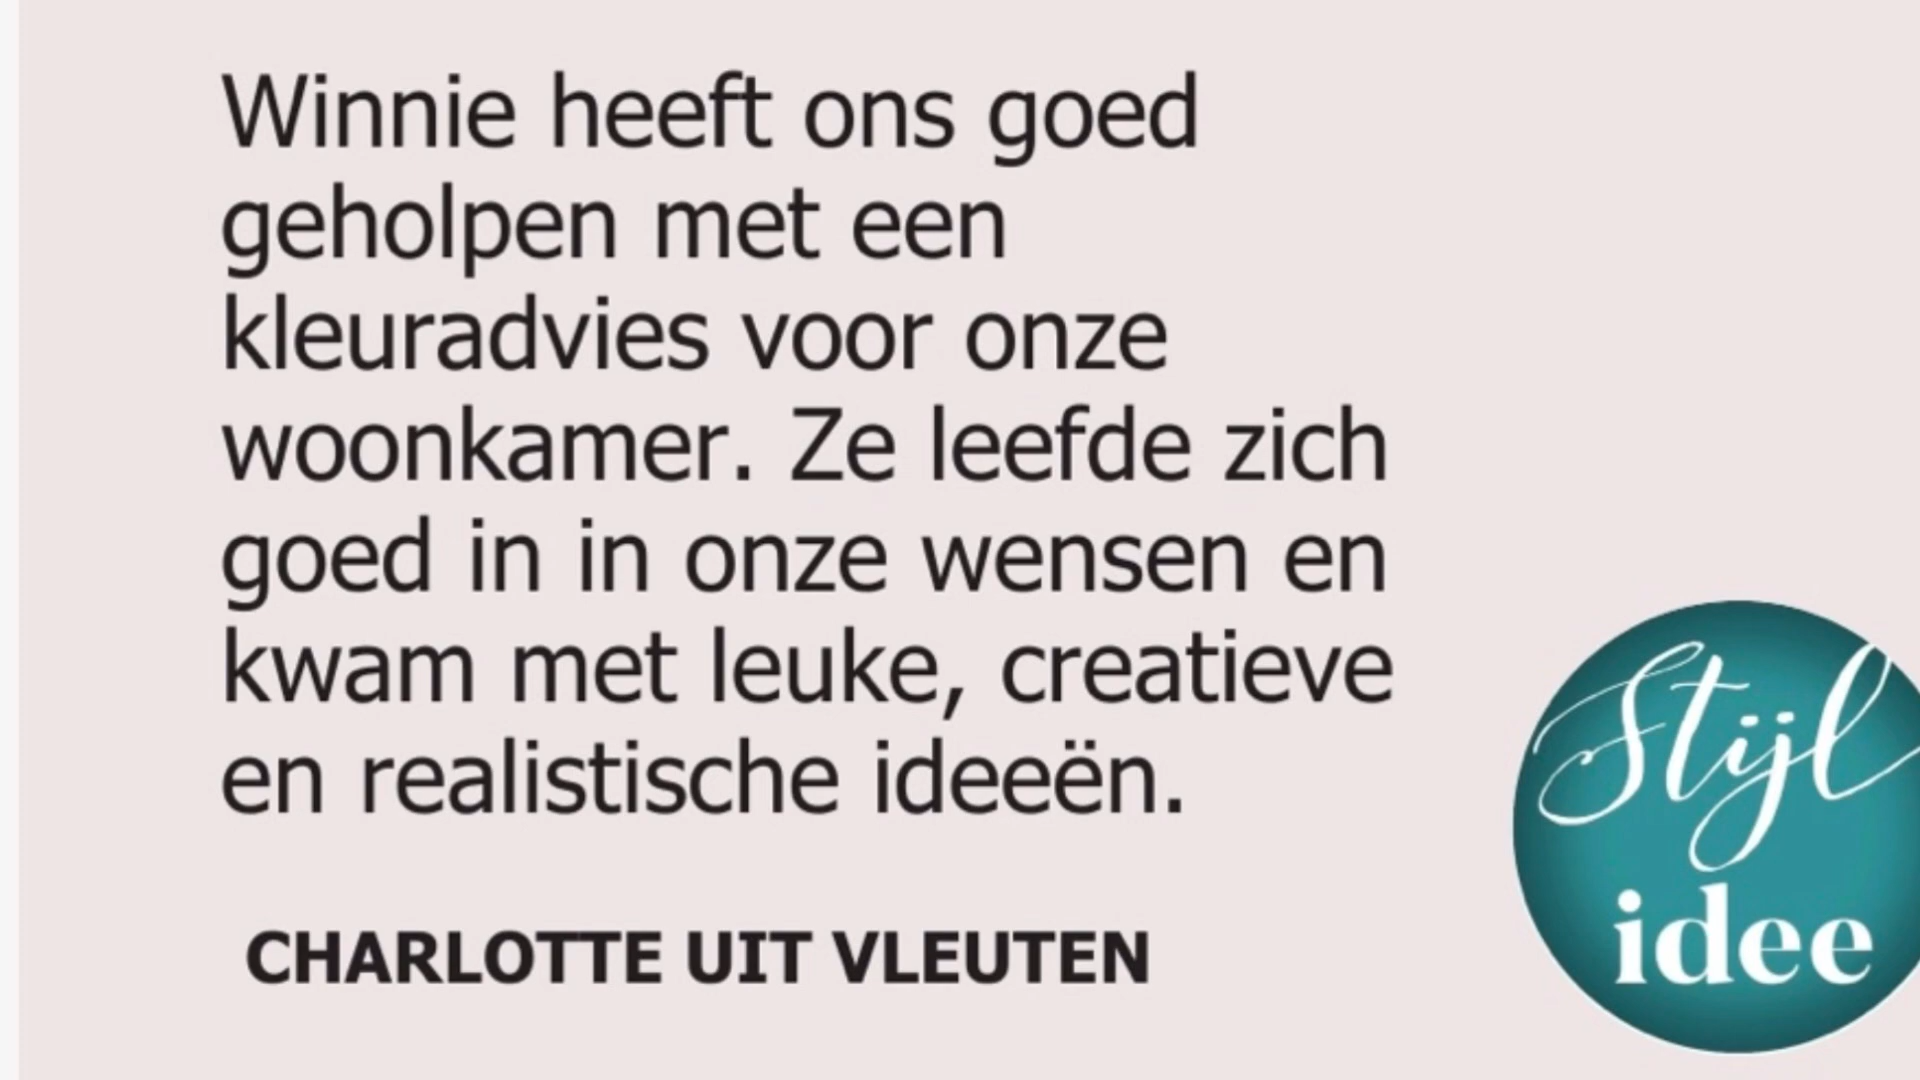 Winnie heeft ons goed
geholpen met een
kleuradvies voor onze
woonkamer. Ze leefde zich
goed in in onze wensen en
kwam met leuke, creatieve
en realistische ideeën.
CHARLOTTE UIT VLEUTEN
Stijl
idee